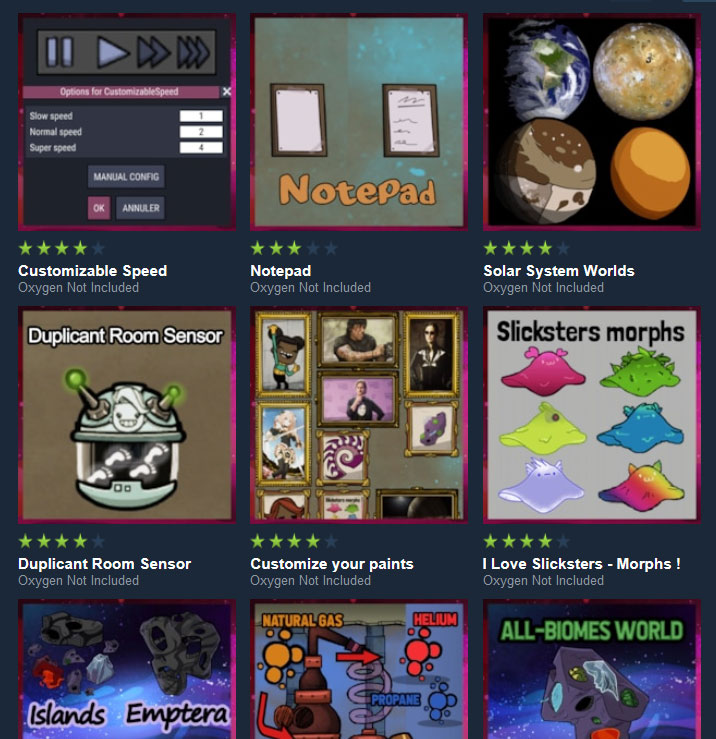 Options for CustomizableSpeed
Slow speed 1
Normal speed 2
Super speed 4
MANUAL CONFIG
OK ANNULER
NotePad
Customizable Speed
Oxygen Not Included
Notepad
Oxygen Not Included
Solar System Worlds
Oxygen Not Included
Duplicant Room Sensor
Slicksters morphs
Slicksters morphs
Duplicant Room Sensor
Oxygen Not Included
Customize your paints
Oxygen Not Included
I Love Slicksters - Morphs !
Oxygen Not Included
Islands Emptera
NATURAL GAS HELIUM
PROPANE
ALL-BIOMES WORLD